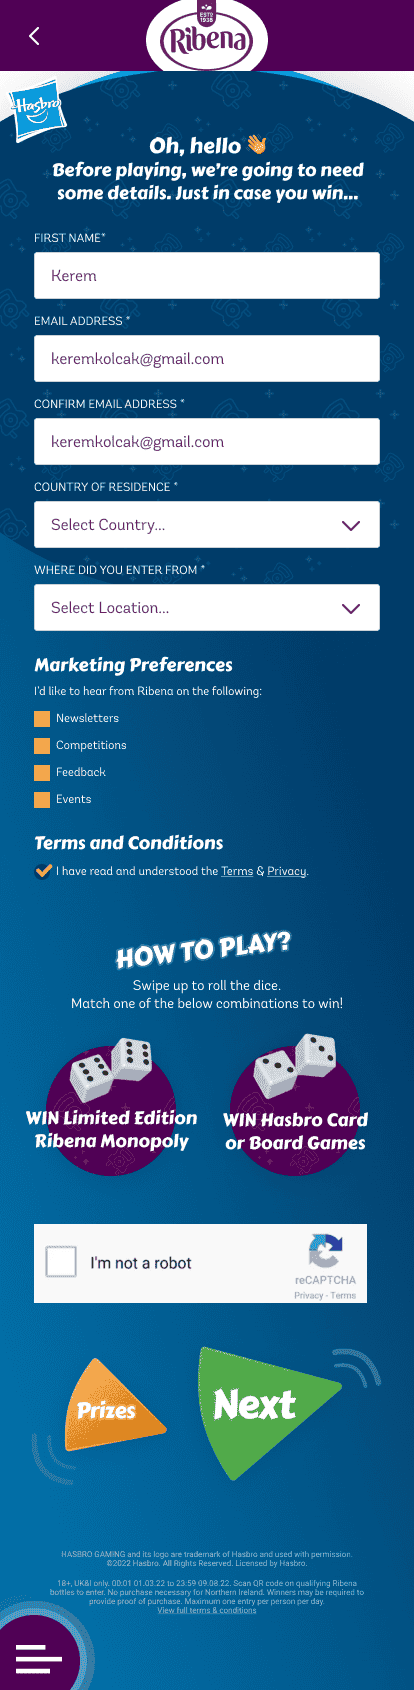 ESTD
1938
Ribena
Hasbro
Oh, hello 👋
Before playing, we're going to need
some details. Just in case you win...
FIRST NAME*
Kerem
EMAIL ADDRESS *
keremkolcak@gmail.com
CONFIRM EMAIL ADDRESS *
keremkolcak@gmail.com
COUNTRY OF RESIDENCE *
Select Country...
WHERE DID YOU ENTER FROM *
Select Location...
Marketing Preferences
I'd like to hear from Ribena on the following:
Newsletters
Competitions
Feedback
Events
Terms and Conditions
I have read and understood the Terms & Privacy.
HOW TO PLAY?
Swipe up to roll the dice.
Match one of the below combinations to win!
WIN Limited Edition
Ribena Monopoly
WIN Hasbro Card
or Board Games
I'm not a robot
reCAPTCHA
Privacy - Terms
Prizes
Next
HASBRO GAMING and its logo are trademark of Hasbro and used with permission.
©2022 Hasbro. All Rights Reserved. Licensed by Hasbro.
18+, UK&I only. 00:01 01.03.22 to 23:59 09.08.22. Scan QR code on qualifying Ribena
bottles to enter. No purchase necessary for Northern Ireland. Winners may be required to
provide proof of purchase. Maximum one entry per person per day.
View full terms & conditions